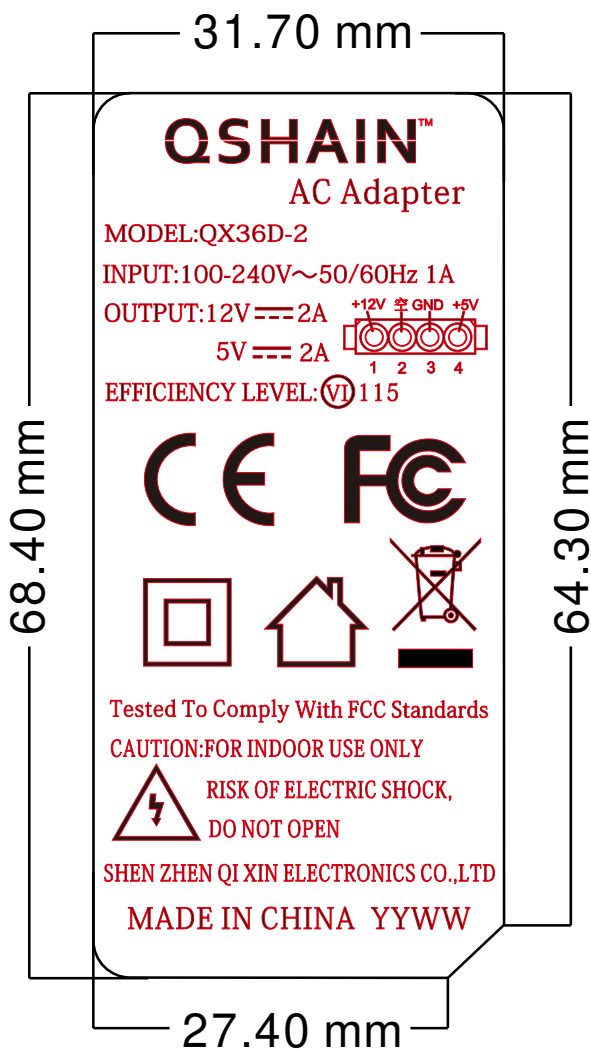 31.70 mm
QSHAIN™
AC Adapter
MODEL:QX36D-2
INPUT:100-240V～50/60Hz 1A
OUTPUT:12V⎓2A
+12V 空 GND +5V
5V⎓2A
1 2 3 4
EFFICIENCY LEVEL:VI 115
CE FC
68.40 mm
64.30 mm
Tested To Comply With FCC Standards
CAUTION:FOR INDOOR USE ONLY
RISK OF ELECTRIC SHOCK,
DO NOT OPEN
SHEN ZHEN QI XIN ELECTRONICS CO.,LTD
MADE IN CHINA YYWW
27.40 mm